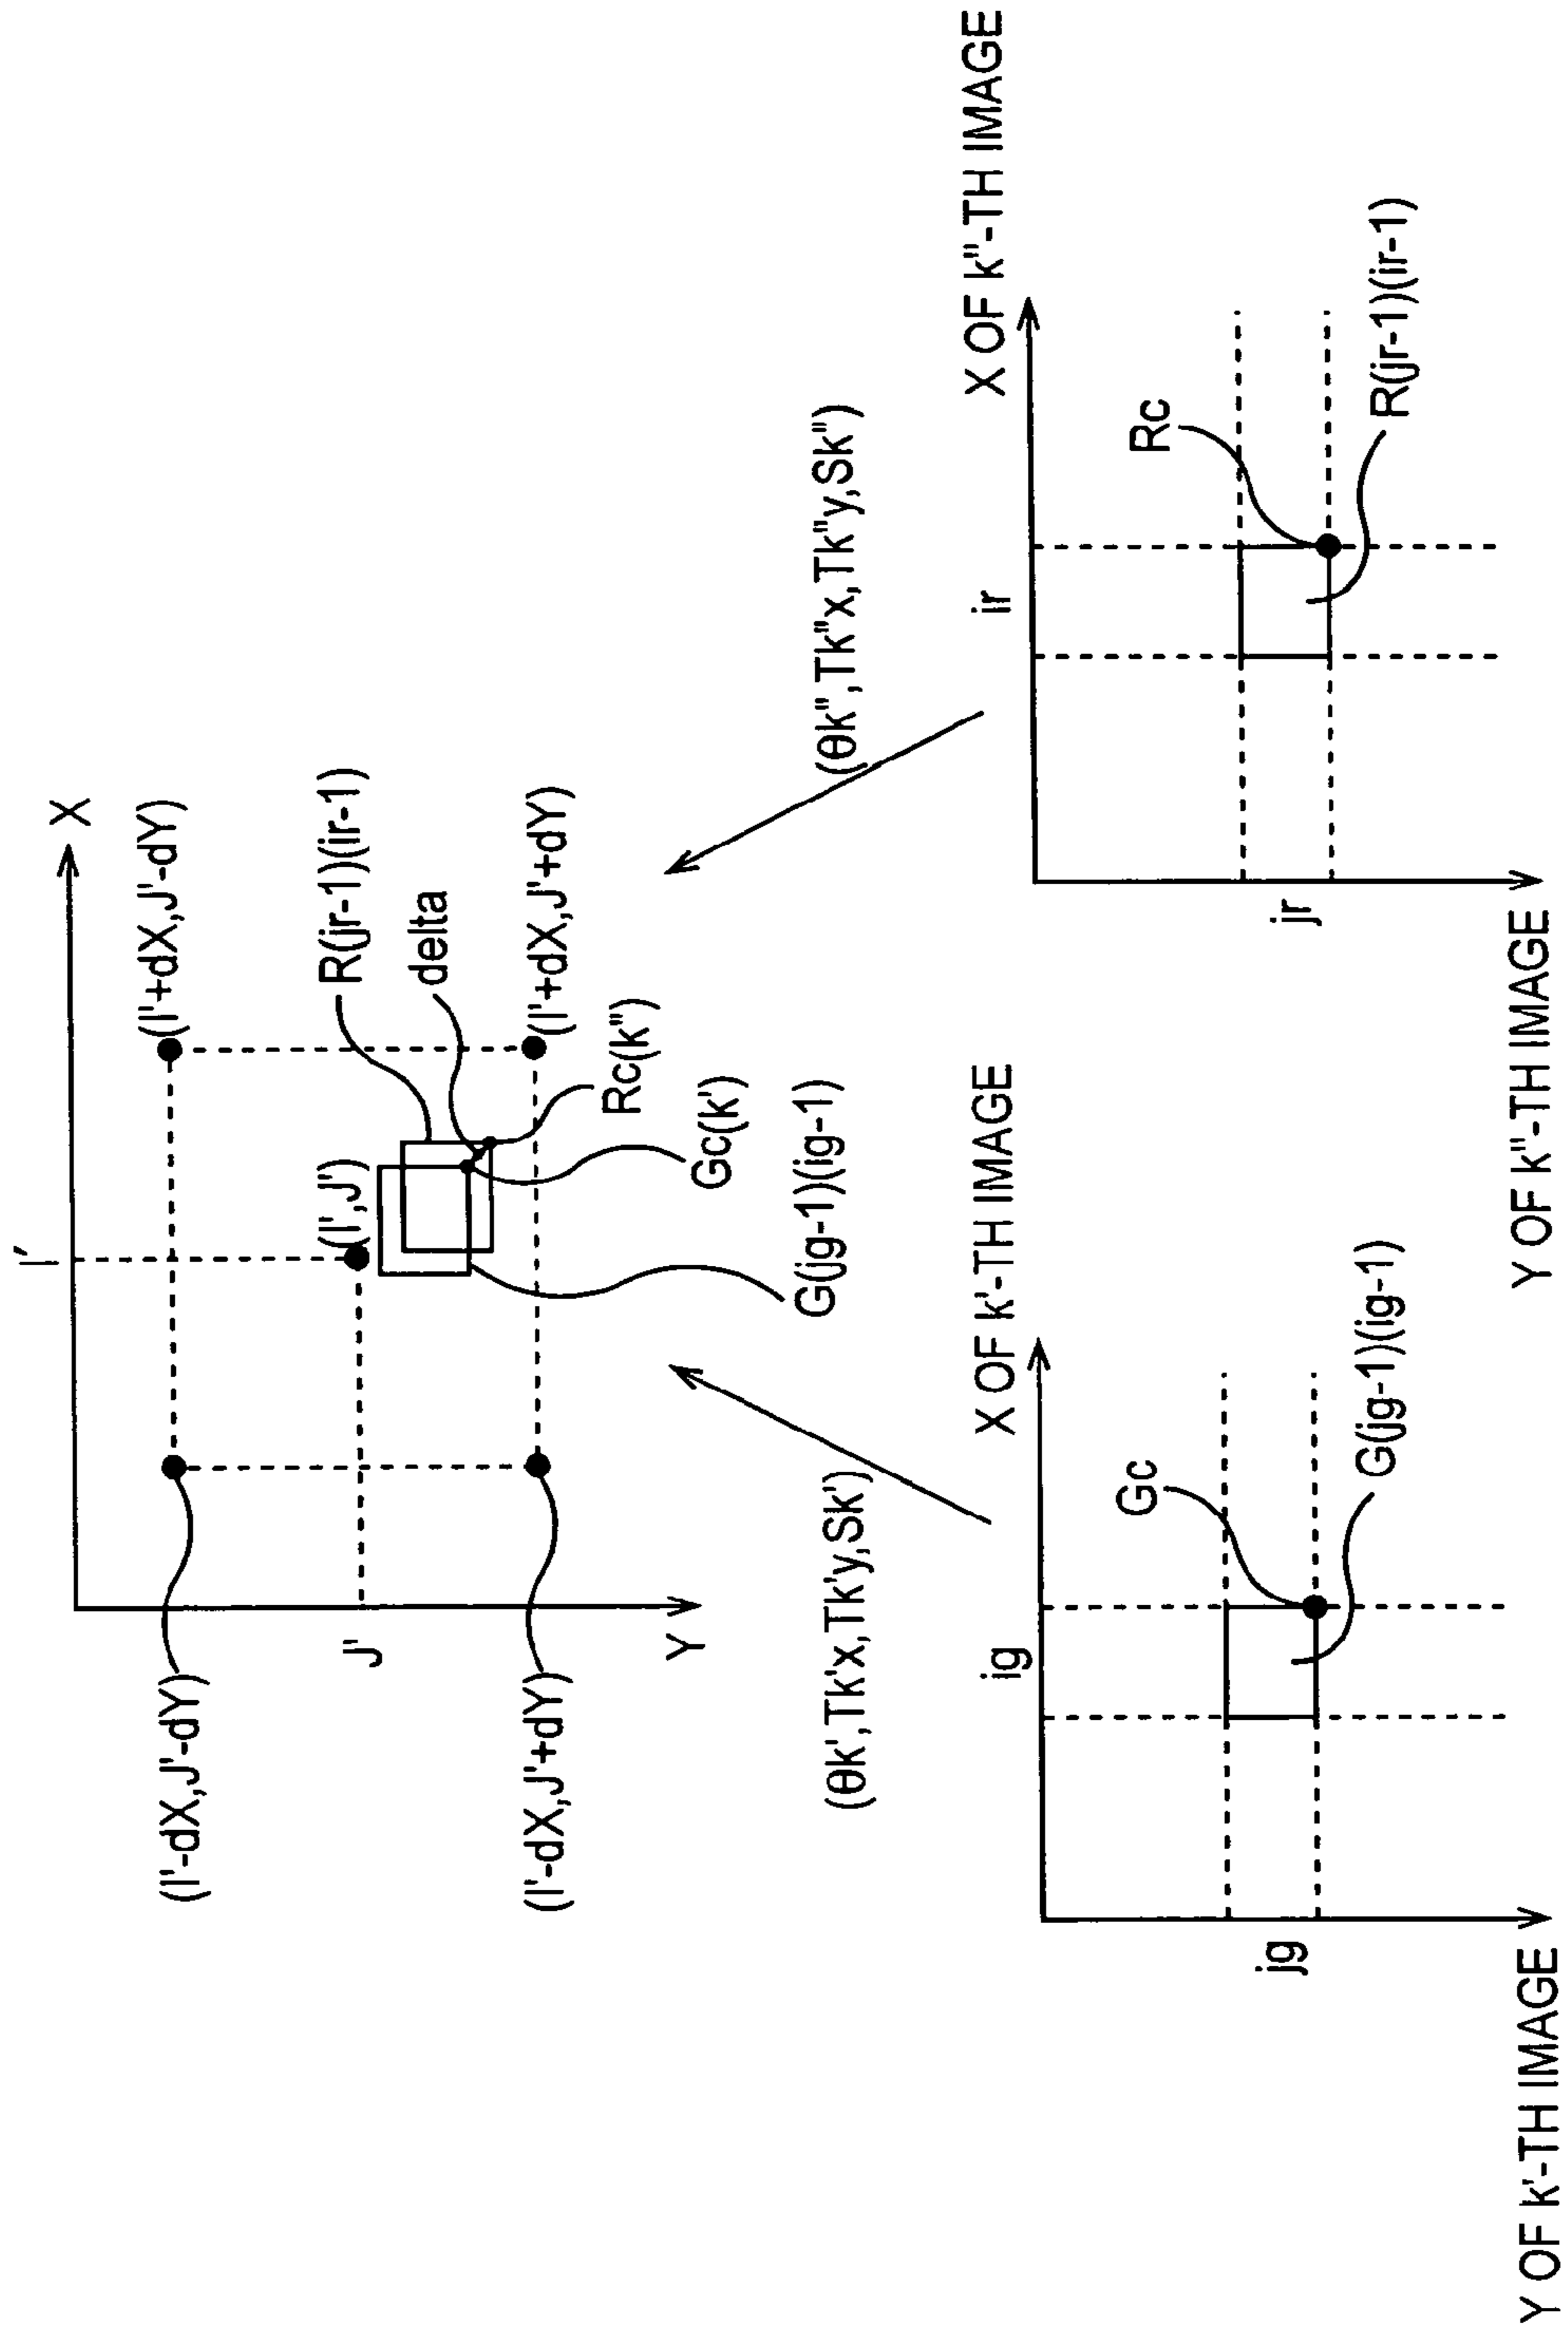 I'
X
(I'-dX,J'-dY)
(I'+dX,J'-dY)
(I',J')
R(jr-1)(ir-1)
J'
delta
(I'-dX,J'+dY)
(I'+dX,J'+dY)
Rc(k'')
Y
Gc(k')
G(jg-1)(ig-1)
(θk',Tk'x,Tk'y,Sk')
(θk'',Tk''x,Tk''y,Sk'')
X OF k'-TH IMAGE
ig
Gc
jg
G(jg-1)(ig-1)
Y OF k'-TH IMAGE
X OF k''-TH IMAGE
ir
Rc
jr
R(jr-1)(ir-1)
Y OF k''-TH IMAGE